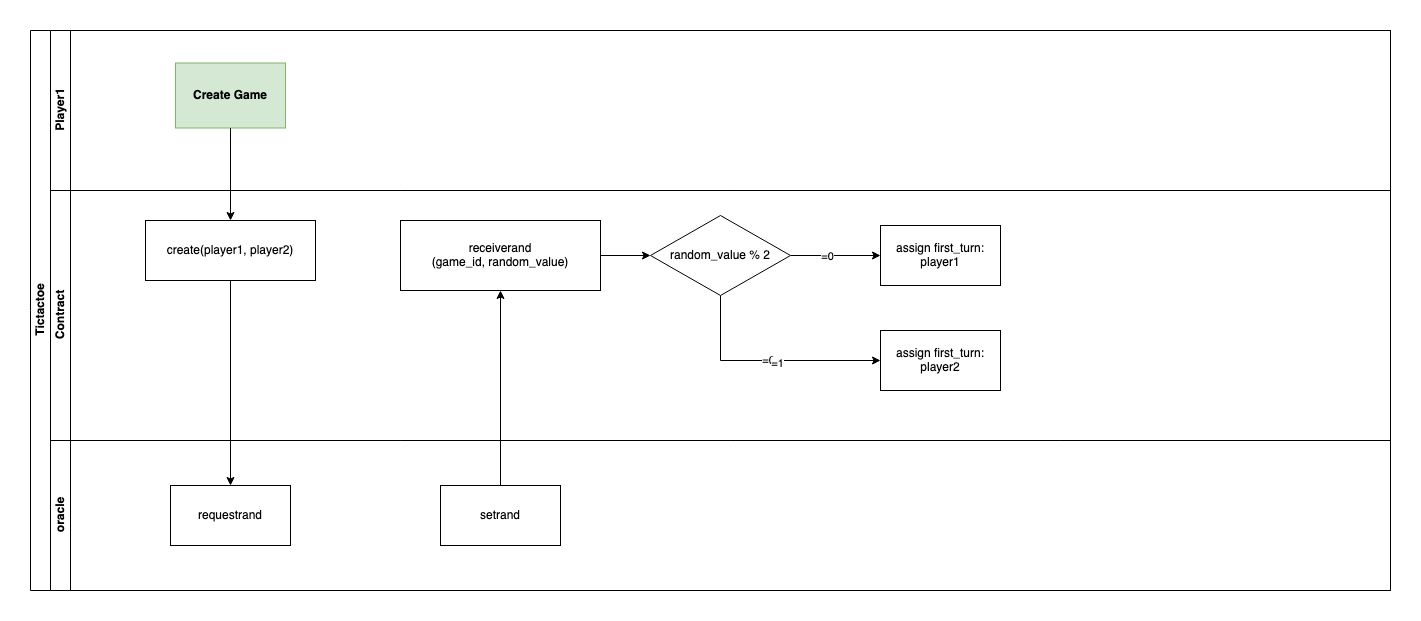 Tictactoe
Player1
Create Game
Contract
create(player1, player2)
receiverand
(game_id, random_value)
random_value % 2
=0
assign first_turn:
player1
=1
assign first_turn:
player2
oracle
requestrand
setrand